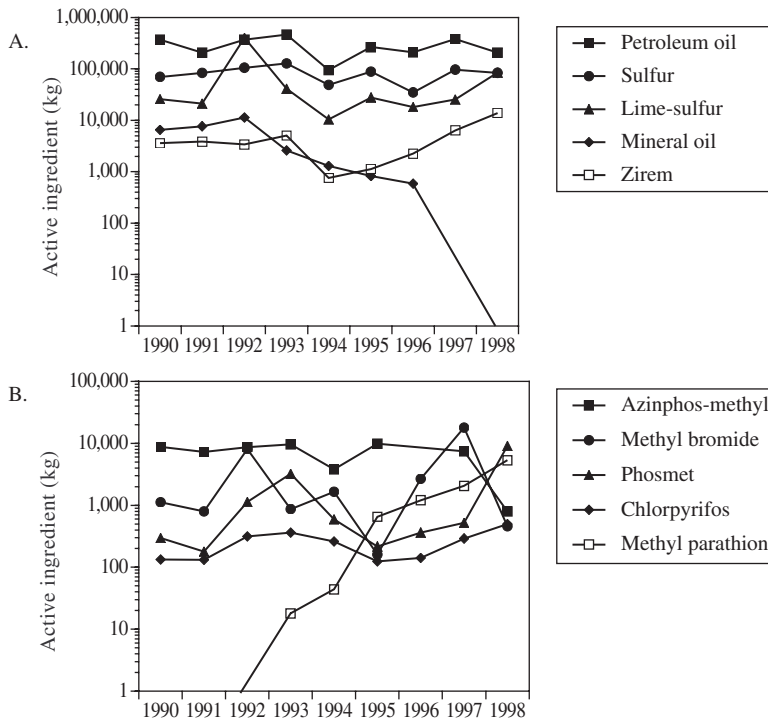 A.
Active ingredient (kg)
1,000,000
100,000
10,000
1,000
100
10
1
1990 1991 1992 1993 1994 1995 1996 1997 1998
Petroleum oil
Sulfur
Lime-sulfur
Mineral oil
Zirem
B.
Active ingredient (kg)
100,000
10,000
1,000
100
10
1
1990 1991 1992 1993 1994 1995 1996 1997 1998
Azinphos-methyl
Methyl bromide
Phosmet
Chlorpyrifos
Methyl parathion